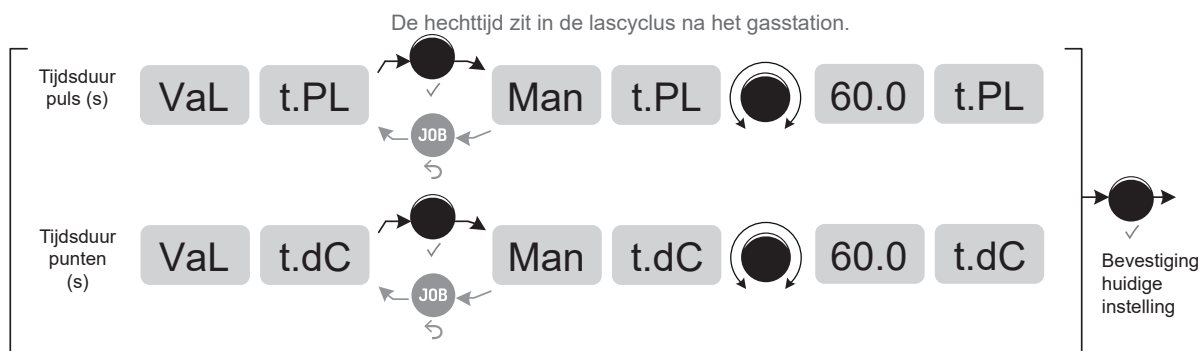 De hechttijd zit in de lascyclus na het gasstation.
Tijdsduur
puls (s)
VaL t.PL
JOB
Man t.PL
60.0 t.PL
Tijdsduur
punten
(s)
VaL t.dC
JOB
Man t.dC
60.0 t.dC
Bevestiging
huidige
instelling